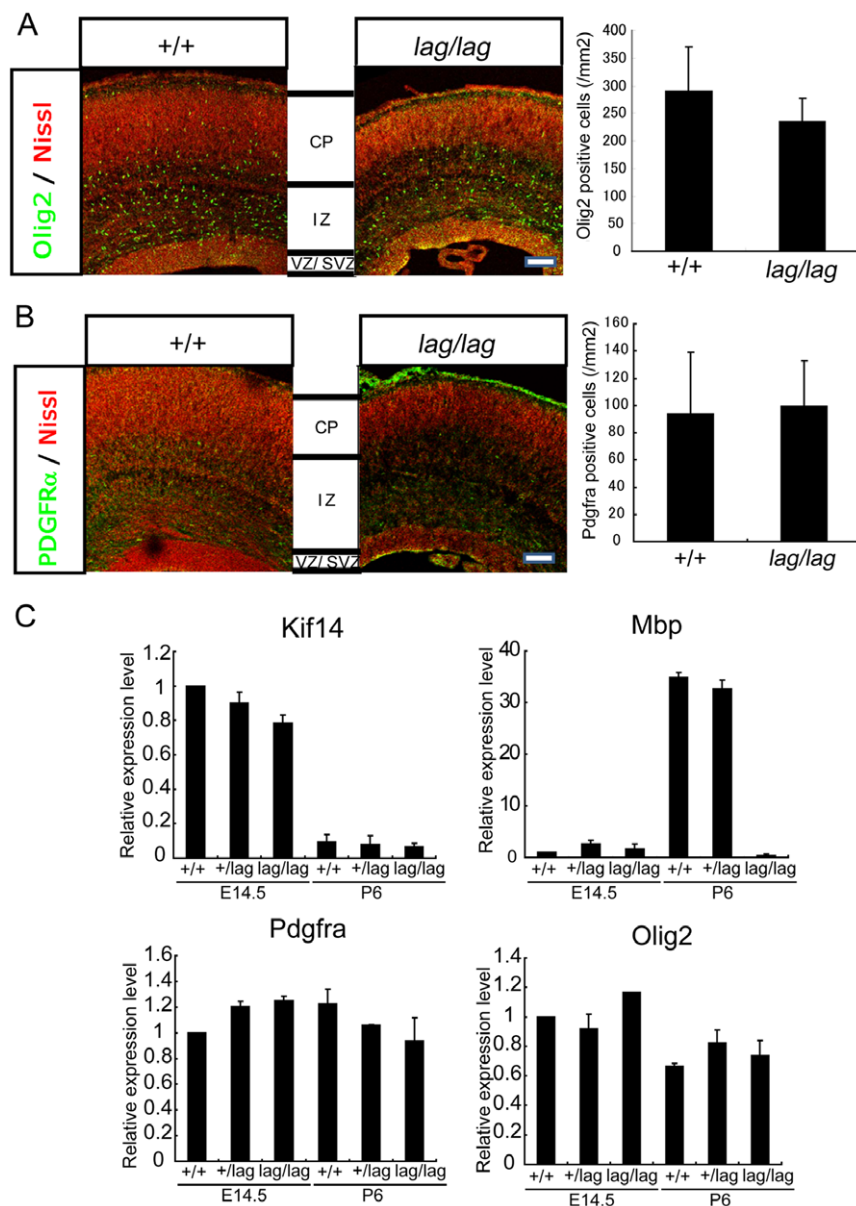 A
+/+
lag/lag
Olig2 / Nissl
CP
IZ
VZ/ SVZ
Olig2 positive cells (/mm2)
400
350
300
250
200
150
100
50
0
+/+
lag/lag
B
+/+
lag/lag
PDGFRα / Nissl
CP
IZ
VZ/ SVZ
Pdgfra positive cells (/mm2)
160
140
120
100
80
60
40
20
0
+/+
lag/lag
C
Kif14
Relative expression level
1.2
1
0.8
0.6
0.4
0.2
0
+/+ +/lag lag/lag +/+ +/lag lag/lag
E14.5 P6
Mbp
Relative expression level
40
30
20
10
0
+/+ +/lag lag/lag +/+ +/lag lag/lag
E14.5 P6
Pdgfra
Relative expression level
1.6
1.4
1.2
1
0.8
0.6
0.4
0.2
0
+/+ +/lag lag/lag +/+ +/lag lag/lag
E14.5 P6
Olig2
Relative expression level
1.4
1.2
1
0.8
0.6
0.4
0.2
0
+/+ +/lag lag/lag +/+ +/lag lag/lag
E14.5 P6